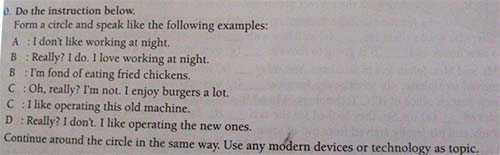 0. Do the instruction below.
Form a circle and speak like the following examples:
A : I don't like working at night.
B : Really? I do. I love working at night.
B : I'm fond of eating fried chickens.
C : Oh, really? I'm not. I enjoy burgers a lot.
C : I like operating this old machine.
D : Really? I don't. I like operating the new ones.
Continue around the circle in the same way. Use any modern devices or technology as topic.